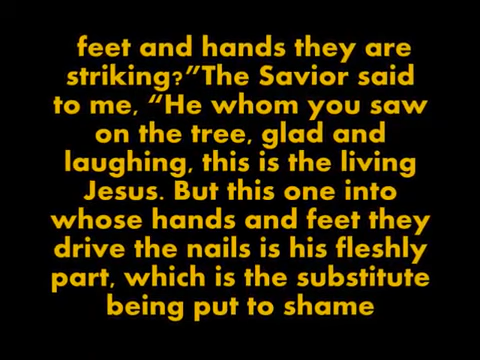 feet and hands they are
striking?”The Savior said
to me, “He whom you saw
on the tree, glad and
laughing, this is the living
Jesus. But this one into
whose hands and feet they
drive the nails is his fleshly
part, which is the substitute
being put to shame